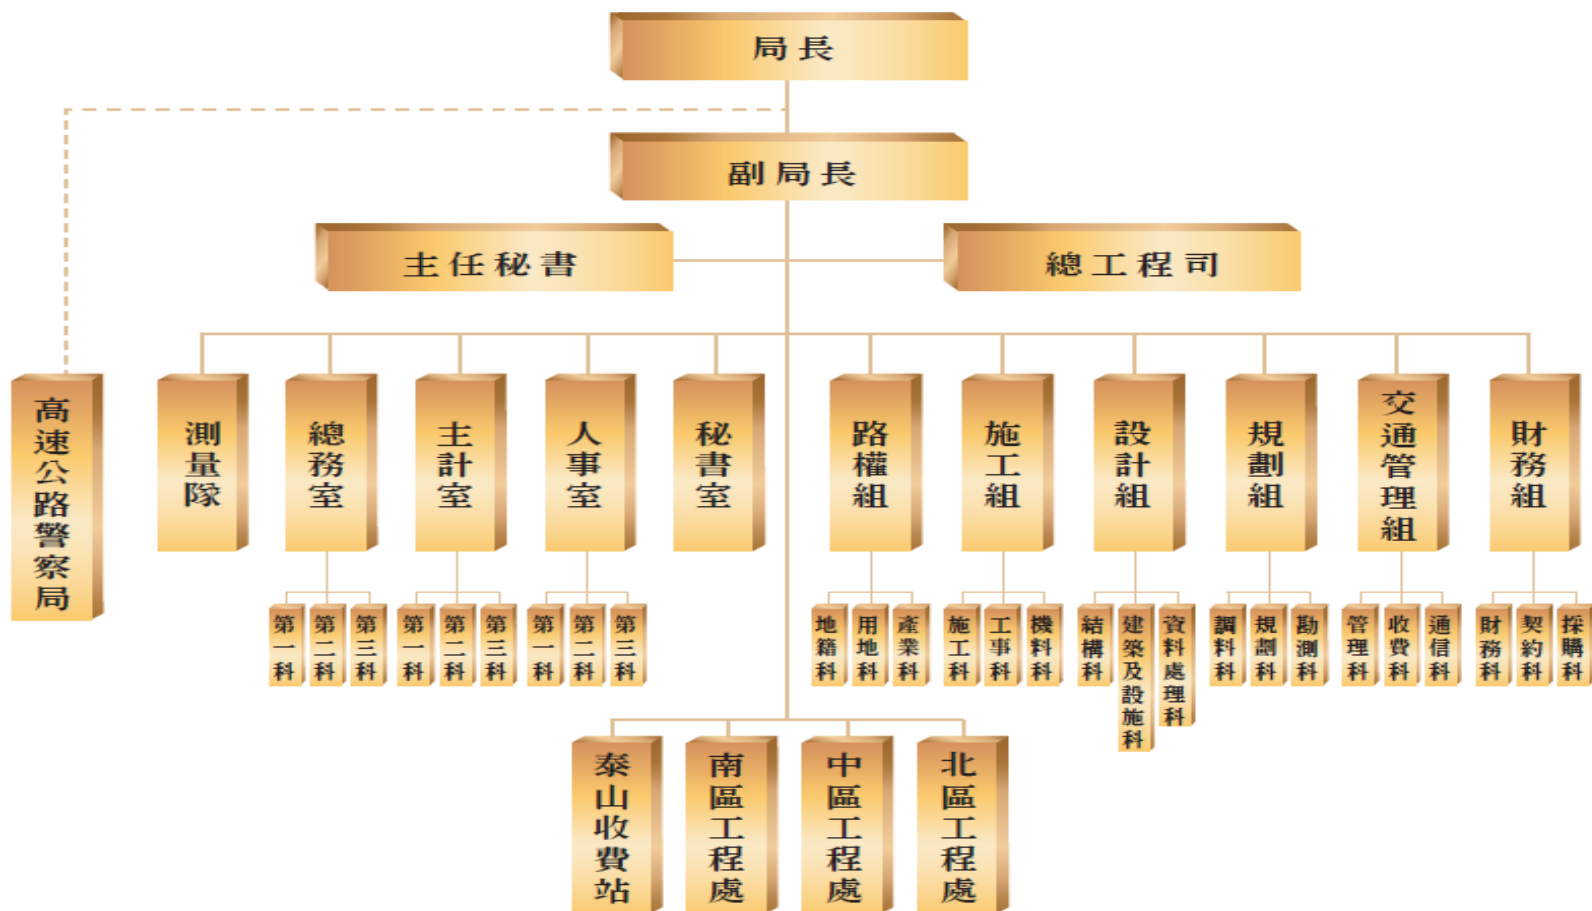 局長
副局長
主任秘書
總工程司
高速公路警察局
測量隊
總務室
主計室
人事室
秘書室
路權組
施工組
設計組
規劃組
交通管理組
財務組
第一科
第二科
第三科
第一科
第二科
第三科
第一科
第二科
第三科
地籍科
用地科
產業科
施工科
工事科
機料科
結構科
建築及設施科
資料處理科
調料科
規劃科
勘測科
管理科
收費科
通信科
財務科
契約科
採購科
泰山收費站
南區工程處
中區工程處
北區工程處